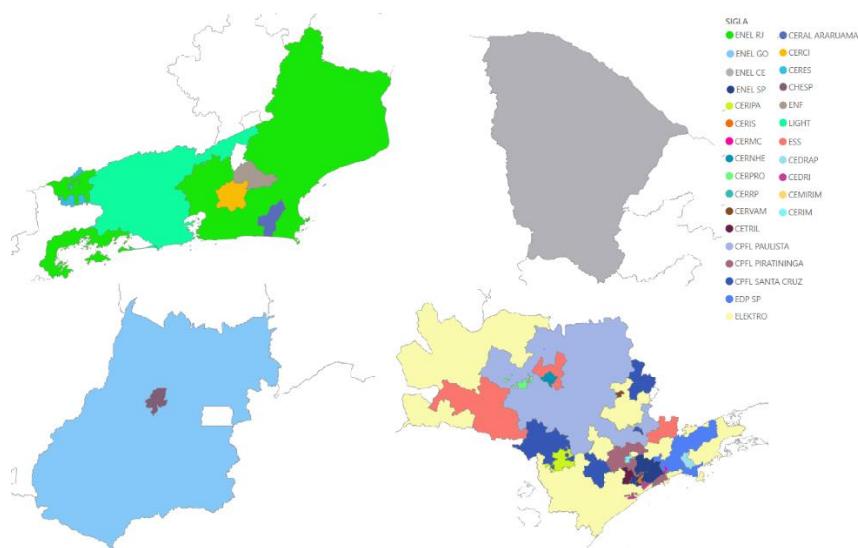 SIGLA
ENEL RJ
ENEL GO
ENEL CE
ENEL SP
CERIPA
CERIS
CERMC
CERNHE
CERPRO
CERRP
CERVAM
CETRIL
CPFL PAULISTA
CPFL PIRATININGA
CPFL SANTA CRUZ
EDP SP
ELEKTRO
CERAL ARARUAMA
CERCI
CERES
CHESP
ENF
LIGHT
ESS
CEDRAP
CEDRI
CEMIRIM
CERIM